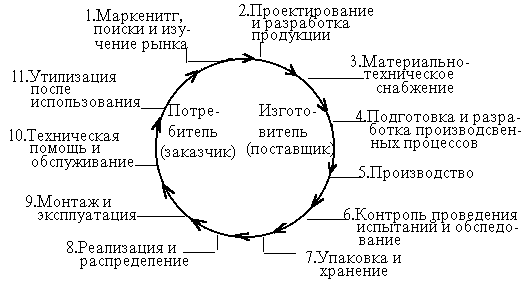 1.Маркенитг,
поиски и изу-
учение рынка
2.Проектирование
и разработка
продукции
3.Материально-
техническое
снабжение
4.Подготовка и разра-
ботка производсвен-
ных процессов
5.Производство
6.Контроль проведения
испытаний и обследо-
вание
7.Упаковка и
хранение
8.Реализация и
распределение
9.Монтаж и
эксплуатация
10.Техническая
помощь и
обслуживание
11.Утилизация
после
использования
Потре-
битель
(заказчик)
Изгото-
витель
(поставщик)